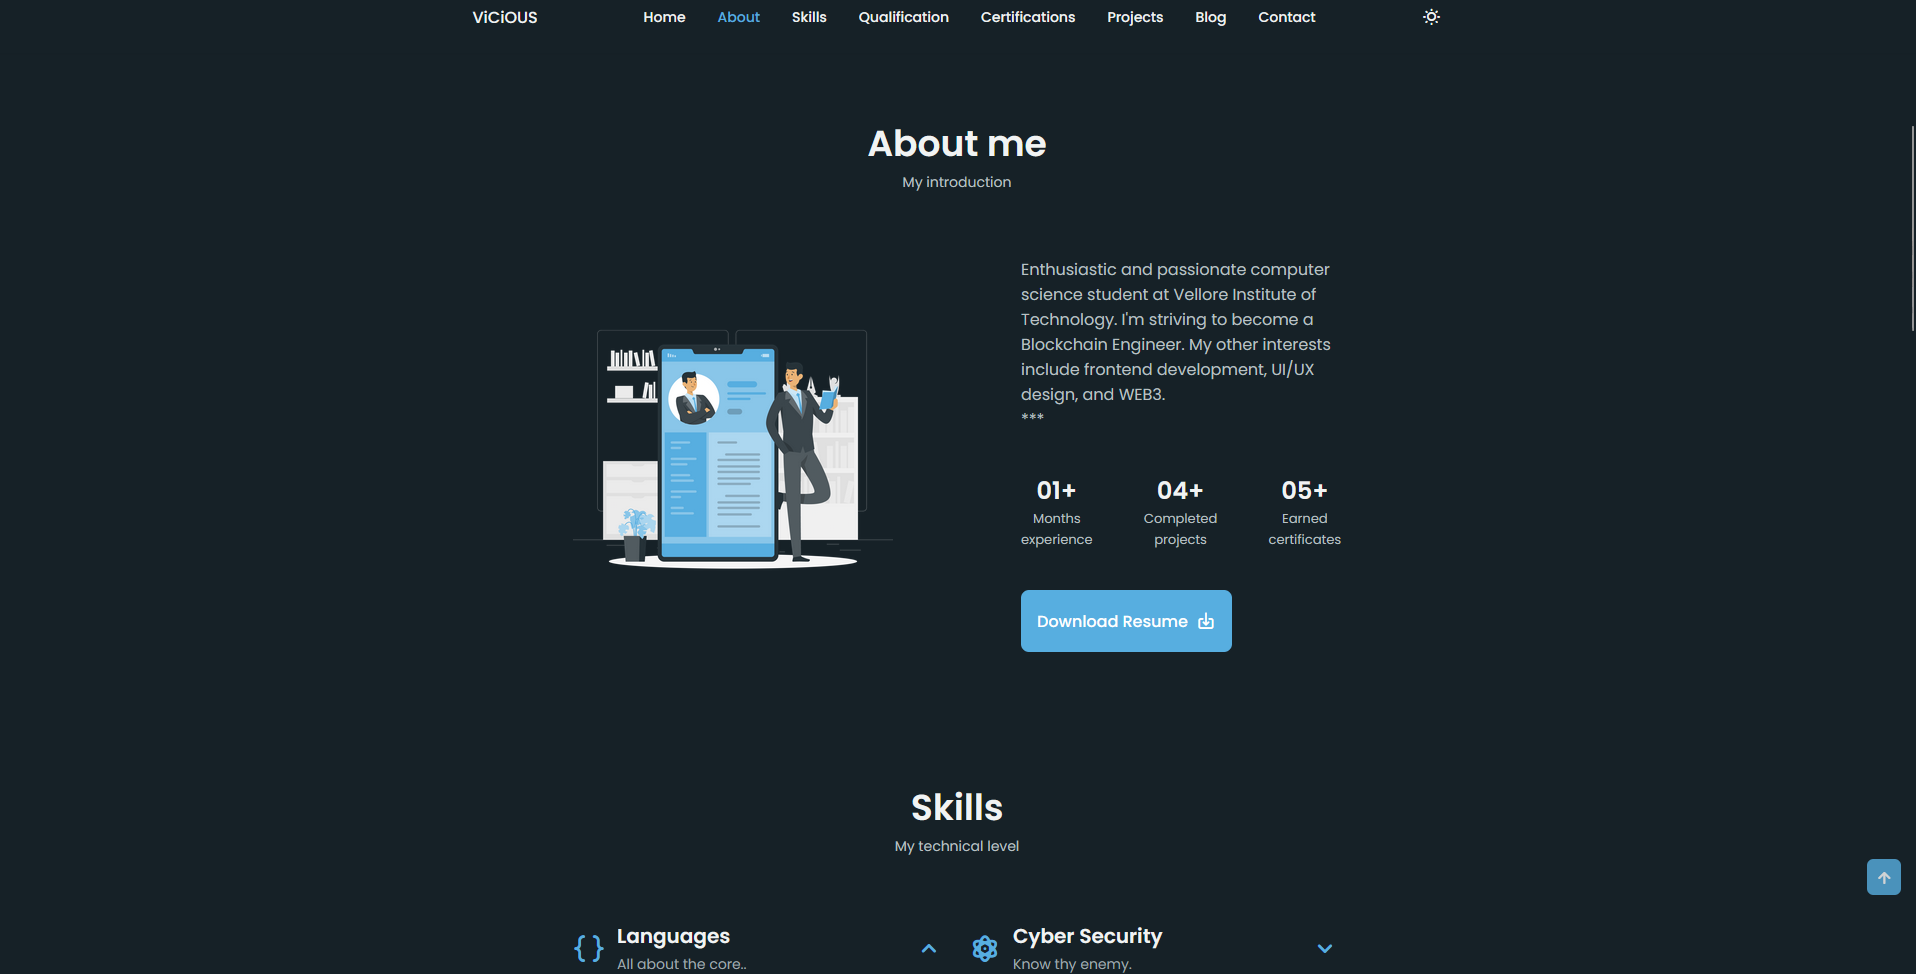 ViCiOUS
Home About Skills Qualification Certifications Projects Blog Contact
About me
My introduction
Enthusiastic and passionate computer
science student at Vellore Institute of
Technology. I'm striving to become a
Blockchain Engineer. My other interests
include frontend development, UI/UX
design, and WEB3.
***
01+ 04+ 05+
Months Completed Earned
experience projects certificates
Download Resume
Skills
My technical level
Languages
All about the core..
Cyber Security
Know thy enemy.